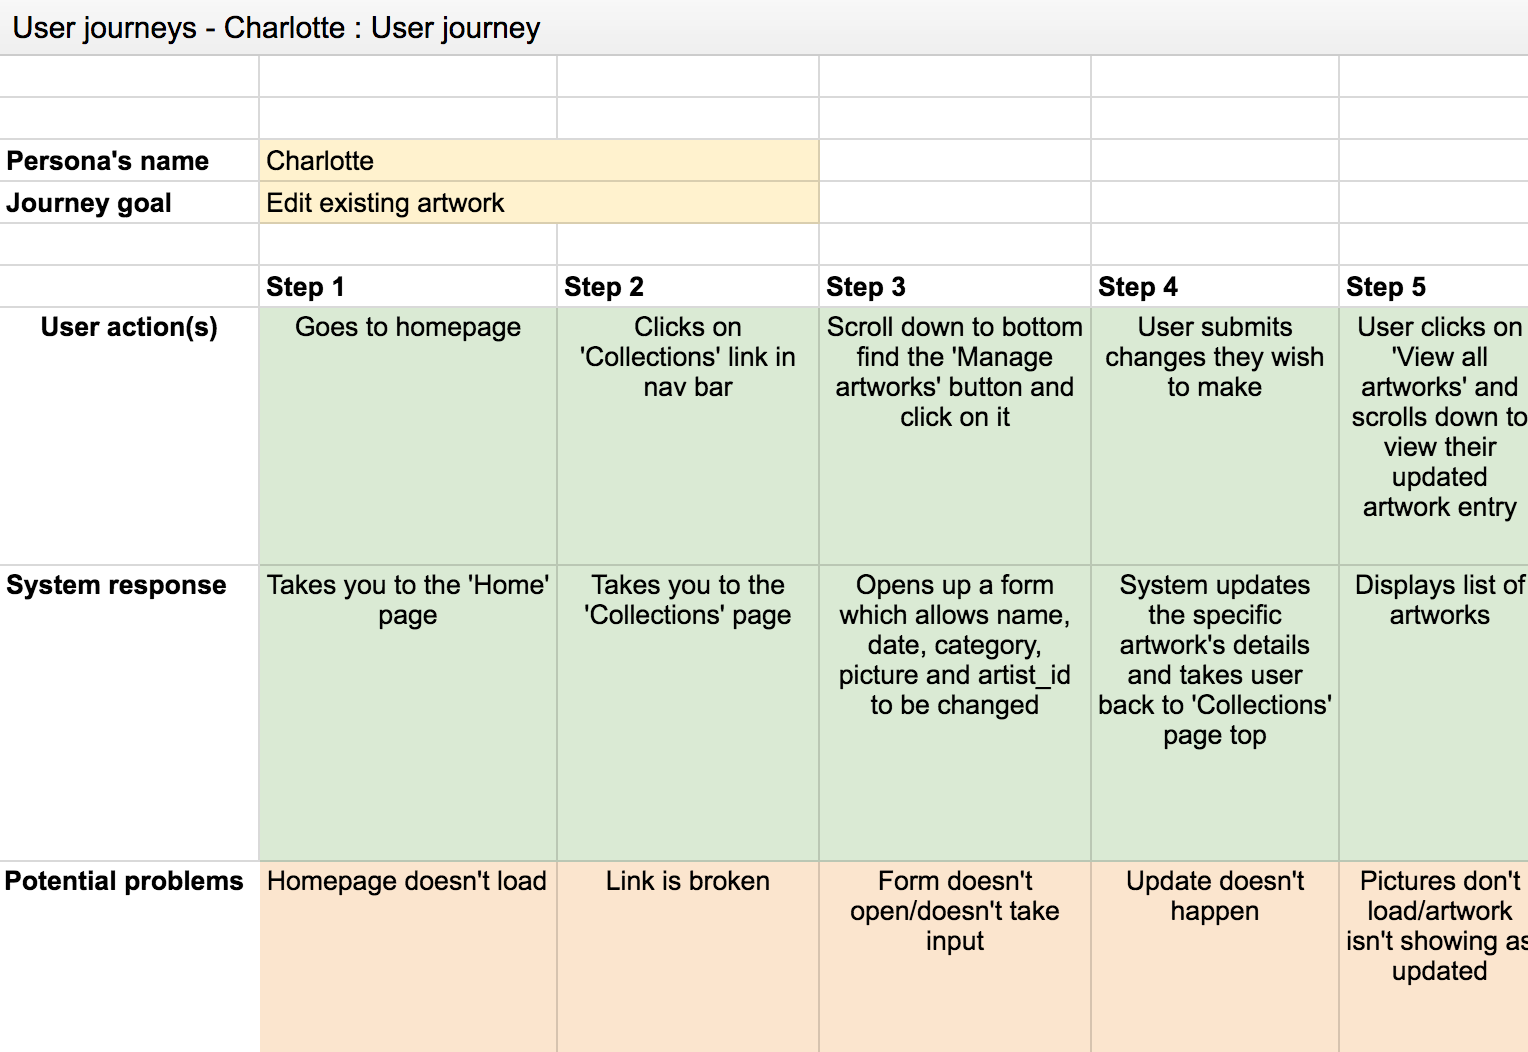 User journeys - Charlotte : User journey
Persona's name Charlotte
Journey goal Edit existing artwork
Step 1 Step 2 Step 3 Step 4 Step 5
User action(s)
Goes to homepage
Clicks on
'Collections' link in
nav bar
Scroll down to bottom
find the 'Manage
artworks' button and
click on it
User submits
changes they wish
to make
User clicks on
'View all
artworks' and
scrolls down to
view their
updated
artwork entry
System response
Takes you to the 'Home'
page
Takes you to the
'Collections' page
Opens up a form
which allows name,
date, category,
picture and artist_id
to be changed
System updates
the specific
artwork's details
and takes user
back to 'Collections'
page top
Displays list of
artworks
Potential problems
Homepage doesn't load
Link is broken
Form doesn't
open/doesn't take
input
Update doesn't
happen
Pictures don't
load/artwork
isn't showing as
updated